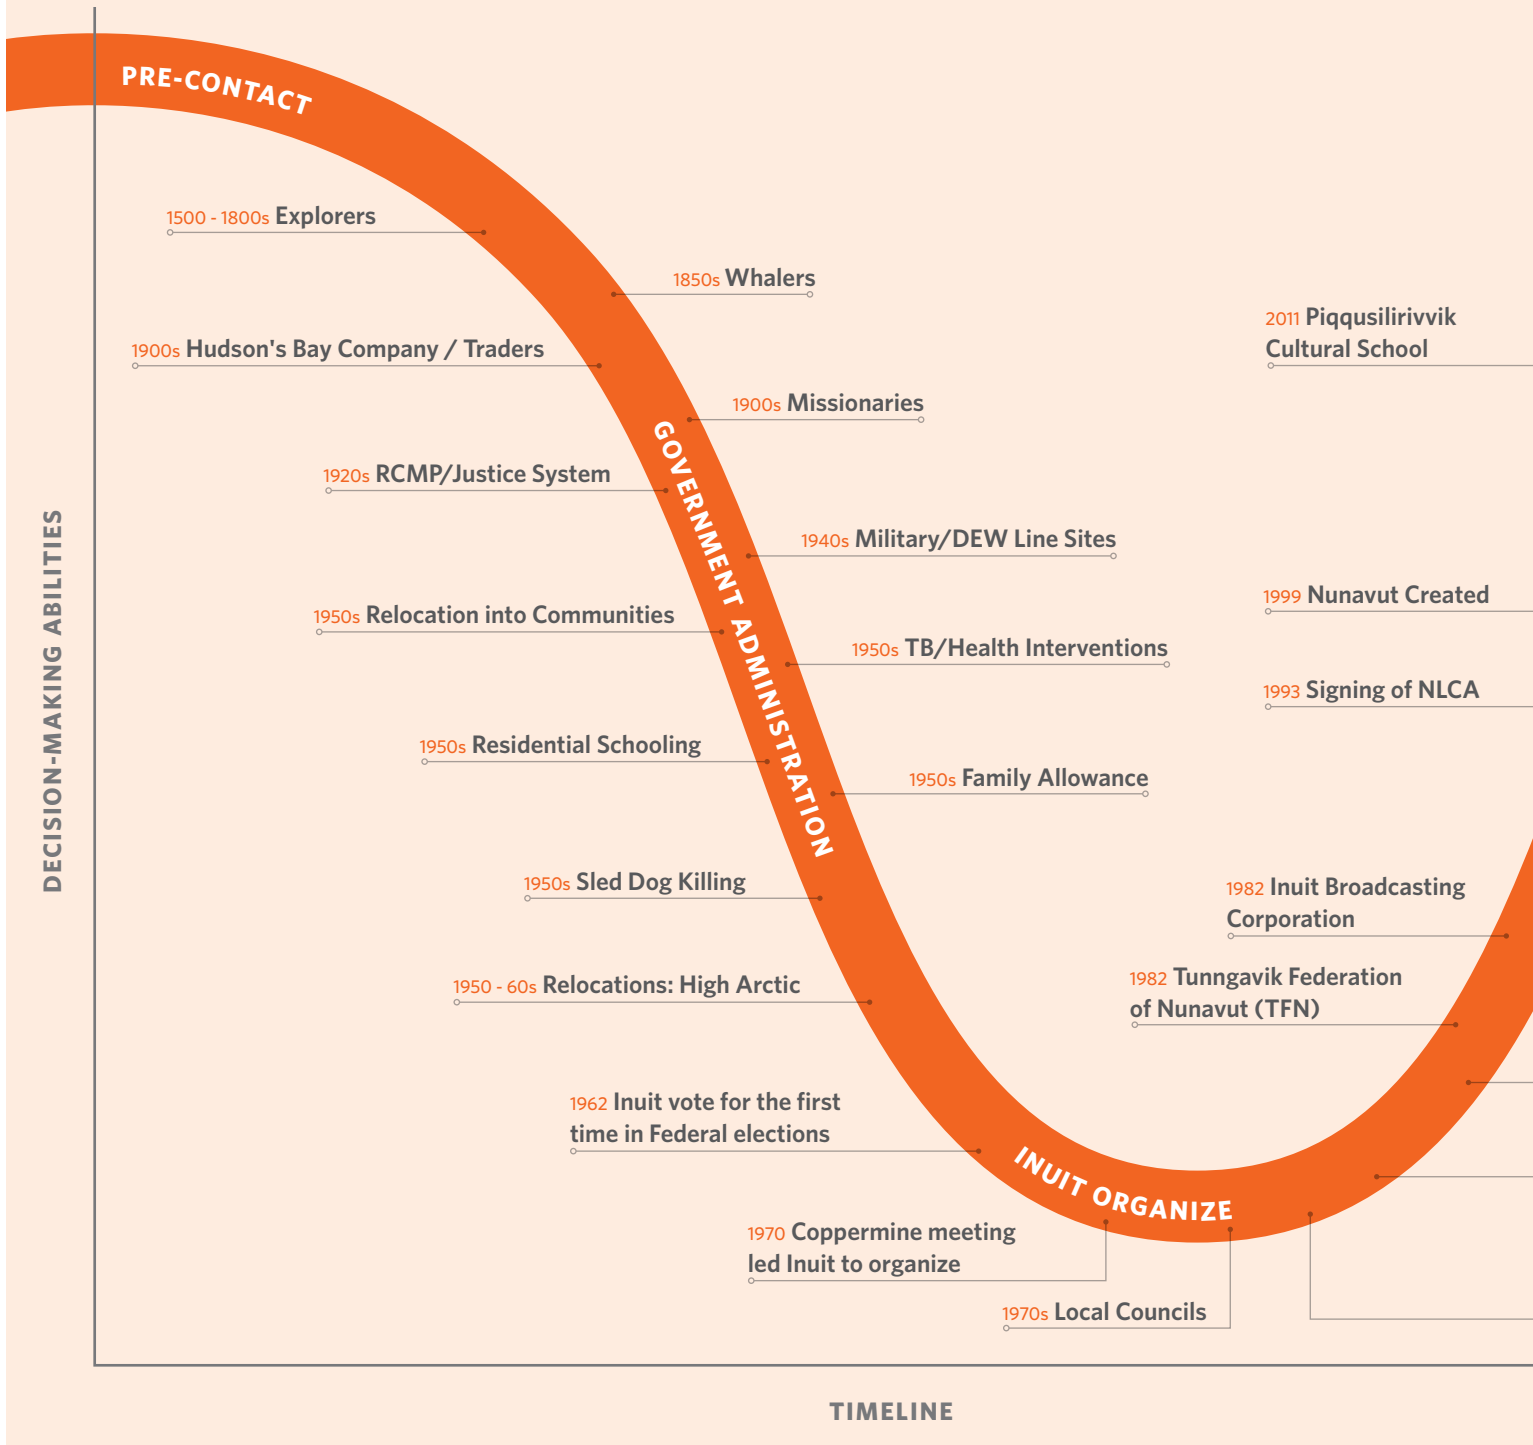 PRE-CONTACT
1500 - 1800s Explorers
1850s Whalers
2011 Piqqusilirivvik
Cultural School
1900s Hudson's Bay Company / Traders
1900s Missionaries
GOVERNMENT ADMINISTRATION
1920s RCMP/Justice System
1940s Military/DEW Line Sites
DECISION-MAKING ABILITIES
1999 Nunavut Created
1950s Relocation into Communities
1950s TB/Health Interventions
1993 Signing of NLCA
1950s Residential Schooling
1950s Family Allowance
1950s Sled Dog Killing
1982 Inuit Broadcasting
Corporation
1982 Tunngavik Federation
of Nunavut (TFN)
1950 - 60s Relocations: High Arctic
1962 Inuit vote for the first
time in Federal elections
INUIT ORGANIZE
1970 Coppermine meeting
led Inuit to organize
1970s Local Councils
TIMELINE